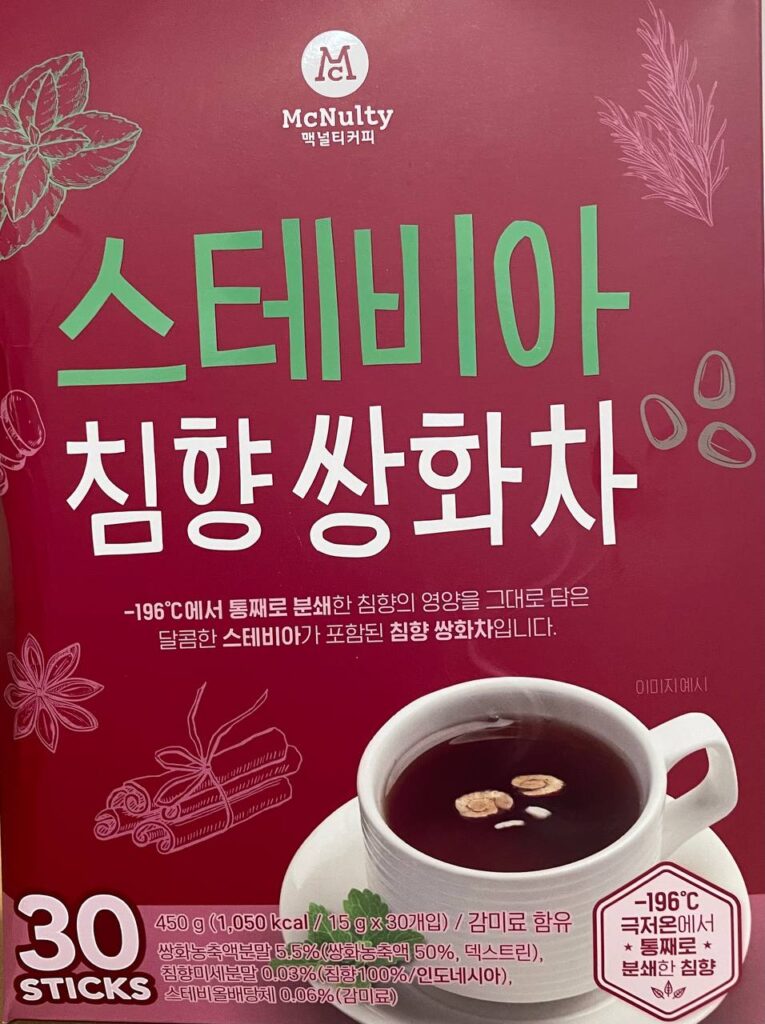 Mc
McNulty
맥널티커피
스테비아
침향 쌍화차
-196℃에서 통째로 분쇄한 침향의 영양을 그대로 담은
달콤한 스테비아가 포함된 침향 쌍화차입니다.
이미지예시
30
STICKS
450 g (1,050 kcal / 15 g x 30개입) / 감미료 함유
쌍화농축액분말 5.5%(쌍화농축액 50%, 덱스트린),
침향미세분말 0.03%(침향100%/인도네시아),
스테비올배당체 0.06%(감미료)
-196℃
극저온에서
통째로
분쇄한 침향